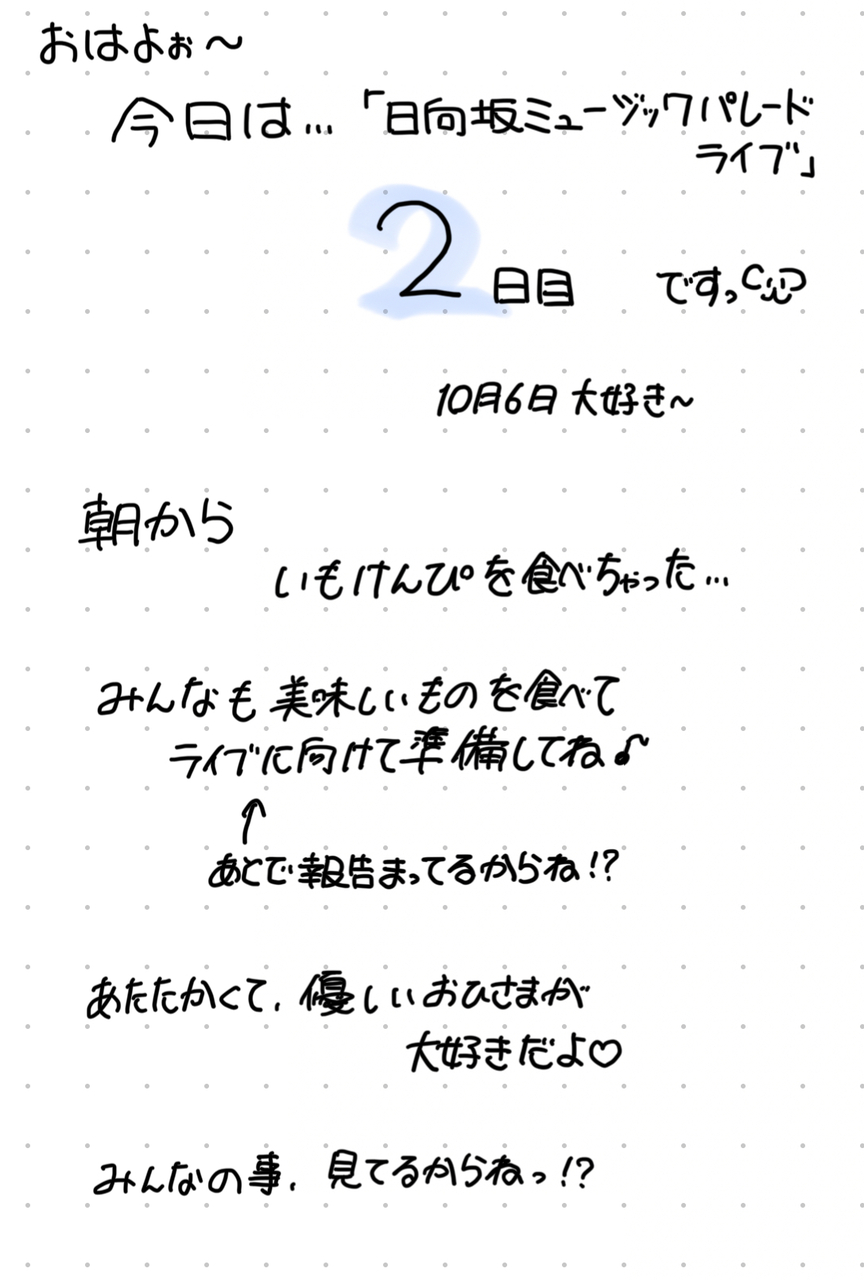 おはよぉ〜
今日は…「日向坂ミュージックパレード
ライブ」
2日目 ですっ
10月6日 大好き〜
朝から
いもけんぴを食べちゃった…
みんなも美味しいものを食べて
ライブに向けて準備してね♪
↑
あとで報告まってるからね!?
あたたかくて、優しいおひさまが
大好きだよ♡
みんなの事、見てるからねっ!?